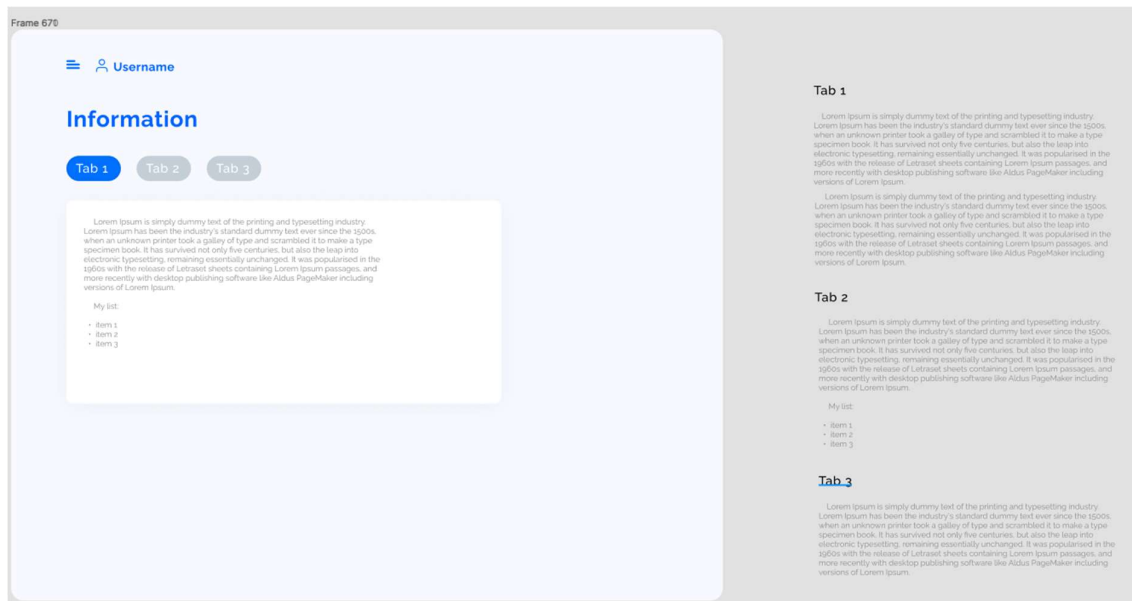 Frame 670
Username
Information
Tab 1 Tab 2 Tab 3
Lorem Ipsum is simply dummy text of the printing and typesetting industry.
Lorem Ipsum has been the industry's standard dummy text ever since the 1500s,
when an unknown printer took a galley of type and scrambled it to make a type
specimen book. It has survived not only five centuries, but also the leap into
electronic typesetting, remaining essentially unchanged. It was popularised in the
1960s with the release of Letraset sheets containing Lorem Ipsum passages, and
more recently with desktop publishing software like Aldus PageMaker including
versions of Lorem Ipsum.
My list:
• item 1
• item 2
• item 3
Tab 1
Lorem Ipsum is simply dummy text of the printing and typesetting industry.
Lorem Ipsum has been the industry's standard dummy text ever since the 1500s,
when an unknown printer took a galley of type and scrambled it to make a type
specimen book. It has survived not only five centuries, but also the leap into
electronic typesetting, remaining essentially unchanged. It was popularised in the
1960s with the release of Letraset sheets containing Lorem Ipsum passages, and
more recently with desktop publishing software like Aldus PageMaker including
versions of Lorem Ipsum.
Lorem Ipsum is simply dummy text of the printing and typesetting industry.
Lorem Ipsum has been the industry's standard dummy text ever since the 1500s,
when an unknown printer took a galley of type and scrambled it to make a type
specimen book. It has survived not only five centuries, but also the leap into
electronic typesetting, remaining essentially unchanged. It was popularised in the
1960s with the release of Letraset sheets containing Lorem Ipsum passages, and
more recently with desktop publishing software like Aldus PageMaker including
versions of Lorem Ipsum.
Tab 2
Lorem Ipsum is simply dummy text of the printing and typesetting industry.
Lorem Ipsum has been the industry's standard dummy text ever since the 1500s,
when an unknown printer took a galley of type and scrambled it to make a type
specimen book. It has survived not only five centuries, but also the leap into
electronic typesetting, remaining essentially unchanged. It was popularised in the
1960s with the release of Letraset sheets containing Lorem Ipsum passages, and
more recently with desktop publishing software like Aldus PageMaker including
versions of Lorem Ipsum.
My list:
• item 1
• item 2
• item 3
Tab 3
Lorem Ipsum is simply dummy text of the printing and typesetting industry.
Lorem Ipsum has been the industry's standard dummy text ever since the 1500s,
when an unknown printer took a galley of type and scrambled it to make a type
specimen book. It has survived not only five centuries, but also the leap into
electronic typesetting, remaining essentially unchanged. It was popularised in the
1960s with the release of Letraset sheets containing Lorem Ipsum passages, and
more recently with desktop publishing software like Aldus PageMaker including
versions of Lorem Ipsum.